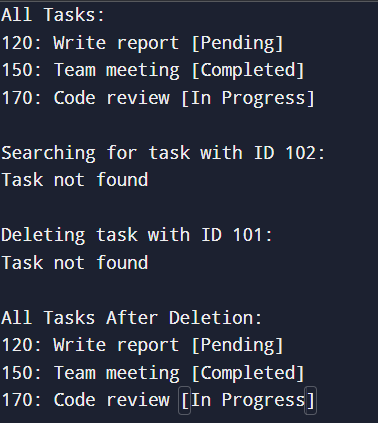 All Tasks:
120: Write report [Pending]
150: Team meeting [Completed]
170: Code review [In Progress]
Searching for task with ID 102:
Task not found
Deleting task with ID 101:
Task not found
All Tasks After Deletion:
120: Write report [Pending]
150: Team meeting [Completed]
170: Code review [In Progress]